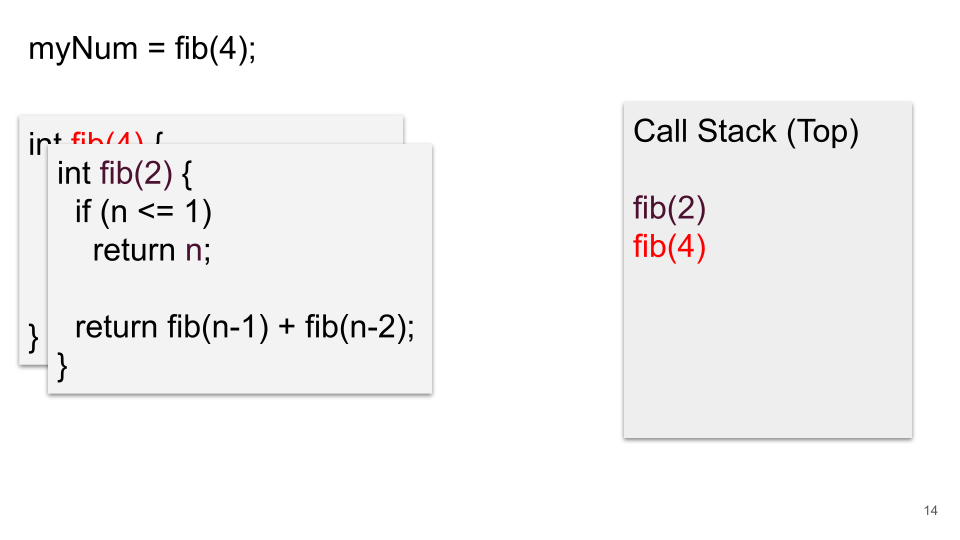 myNum = fib(4);
int fib(4) {
}
int fib(2) {
if (n <= 1)
return n;
return fib(n-1) + fib(n-2);
}
Call Stack (Top)
fib(2)
fib(4)
14